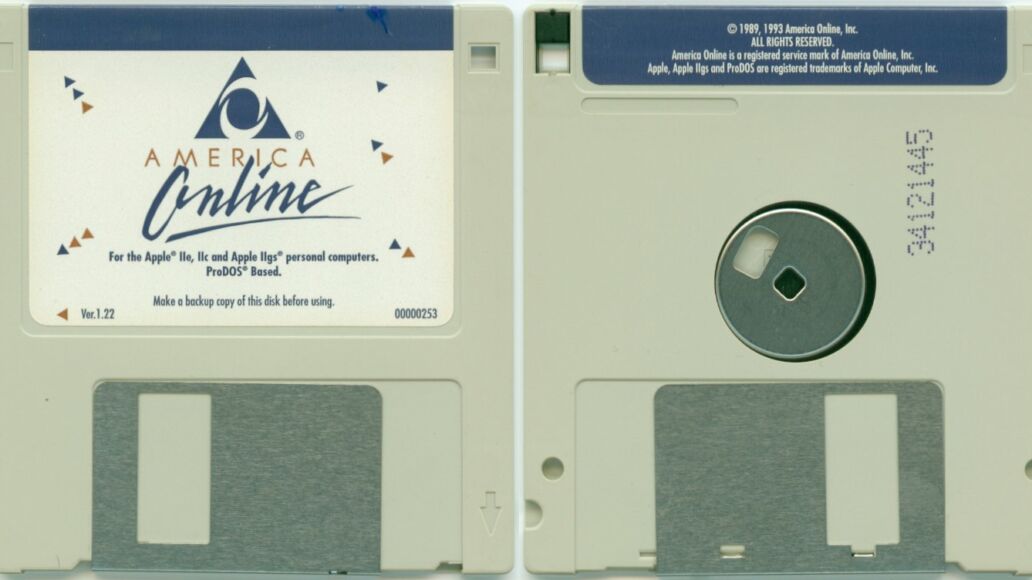 AMERICA
Online
®
For the Apple® IIe, IIc and Apple IIgs® personal computers.
ProDOS® Based.
Make a backup copy of this disk before using.
Ver.1.22
00000253
© 1989, 1993 America Online, Inc.
ALL RIGHTS RESERVED.
America Online is a registered service mark of America Online, Inc.
Apple, Apple IIgs and ProDOS are registered trademarks of Apple Computer, Inc.
34121445